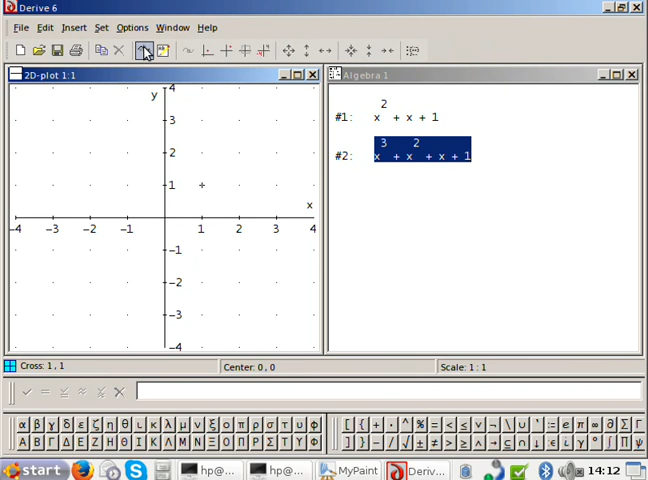 Derive 6
File Edit Insert Set Options Window Help
2D-plot 1:1
Algebra 1
y
4
3
2
1
x
-4 -3 -2 -1 1 2 3 4
-1
-2
-3
-4
#1: x² + x + 1
#2: x³ + x² + x + 1
Cross: 1, 1
Center: 0, 0
Scale: 1 : 1
α β γ δ ε ζ η θ ι κ λ μ ν ξ ο π ρ σ τ υ φ
Α Β Γ Δ Ε Ζ Η Θ Ι Κ Λ Μ Ν Ξ Ο Π Ρ Σ Τ Υ Φ
start
hp@...
hp@...
MyPaint
Deriv...
14:12